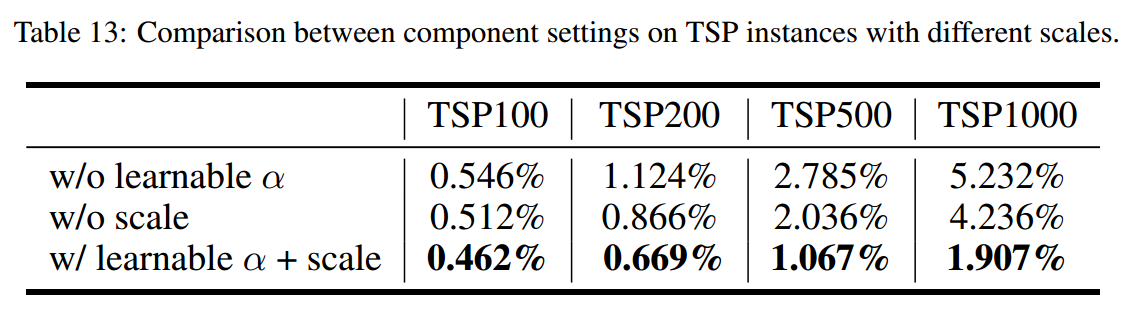 Table 13: Comparison between component settings on TSP instances with different scales.
TSP100 TSP200 TSP500 TSP1000
w/o learnable α 0.546% 1.124% 2.785% 5.232%
w/o scale 0.512% 0.866% 2.036% 4.236%
w/ learnable α + scale 0.462% 0.669% 1.067% 1.907%